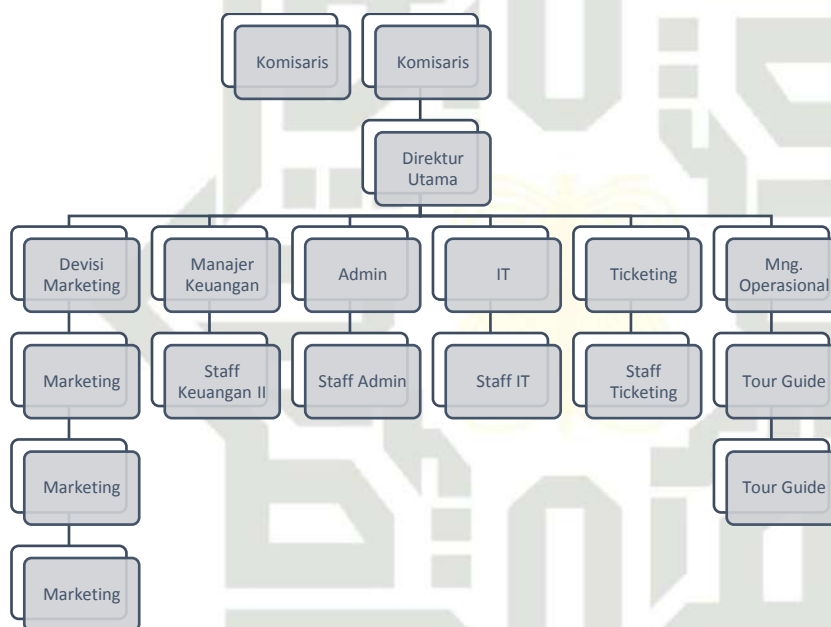 Komisaris
Komisaris
Direktur
Utama
Devisi
Marketing
Manajer
Keuangan
Admin
IT
Ticketing
Mng.
Operasional
Marketing
Staff
Keuangan II
Staff Admin
Staff IT
Staff
Ticketing
Tour Guide
Marketing
Tour Guide
Marketing